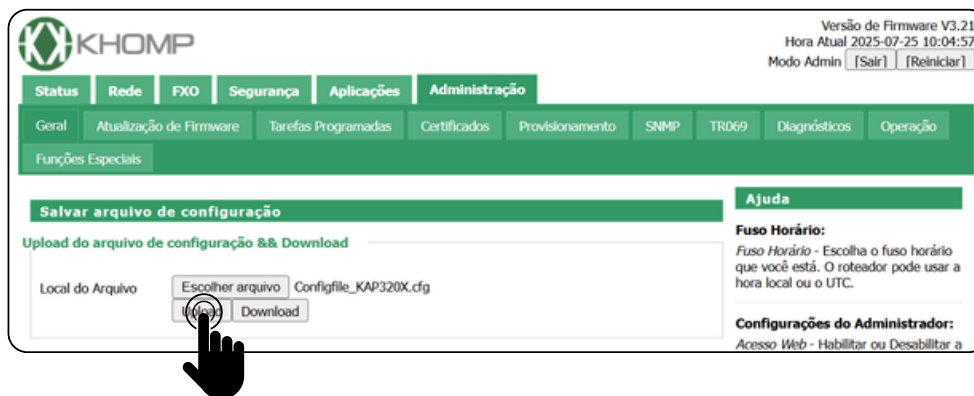 KHOMP
Versão de Firmware V3.21
Hora Atual 2025-07-25 10:04:57
Modo Admin [Sair] [Reiniciar]
Status Rede FXO Segurança Aplicações Administração
Geral Atualização de Firmware Tarefas Programadas Certificados Provisionamento SNMP TR069 Diagnósticos Operação
Funções Especiais
Salvar arquivo de configuração
Upload do arquivo de configuração && Download
Local do Arquivo Escolher arquivo Configfile_KAP320X.cfg
Upload Download
Ajuda
Fuso Horário:
Fuso Horário - Escolha o fuso horário
que você está. O roteador pode usar a
hora local ou o UTC.
Configurações do Administrador:
Acesso Web - Habilitar ou Desabilitar a